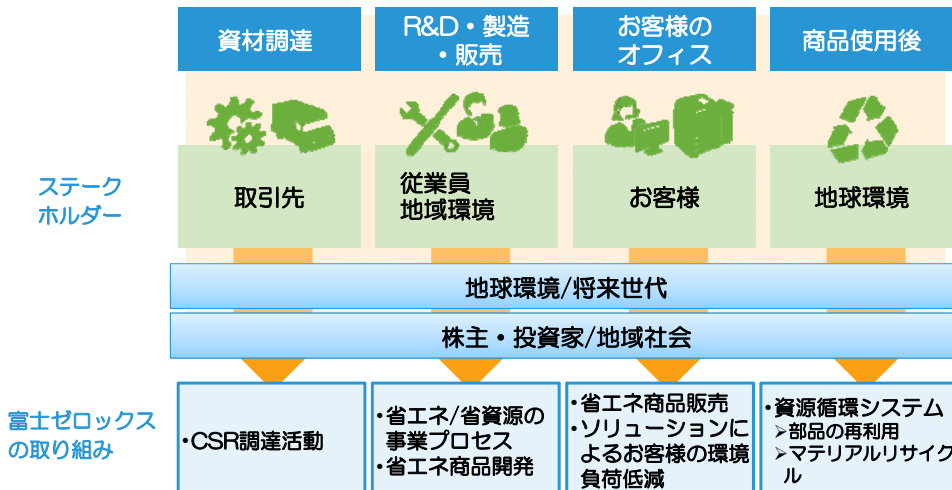 資材調達
R&D・製造
・販売
お客様の
オフィス
商品使用後
ステーク
ホルダー
取引先
従業員
地域環境
お客様
地球環境
地球環境/将来世代
株主・投資家/地域社会
富士ゼロックス
の取り組み
・CSR調達活動
・省エネ/省資源の
事業プロセス
・省エネ商品開発
・省エネ商品販売
・ソリューションに
よるお客様の環境
負荷低減
・資源循環システム
➢部品の再利用
➢マテリアルリサイク
ル